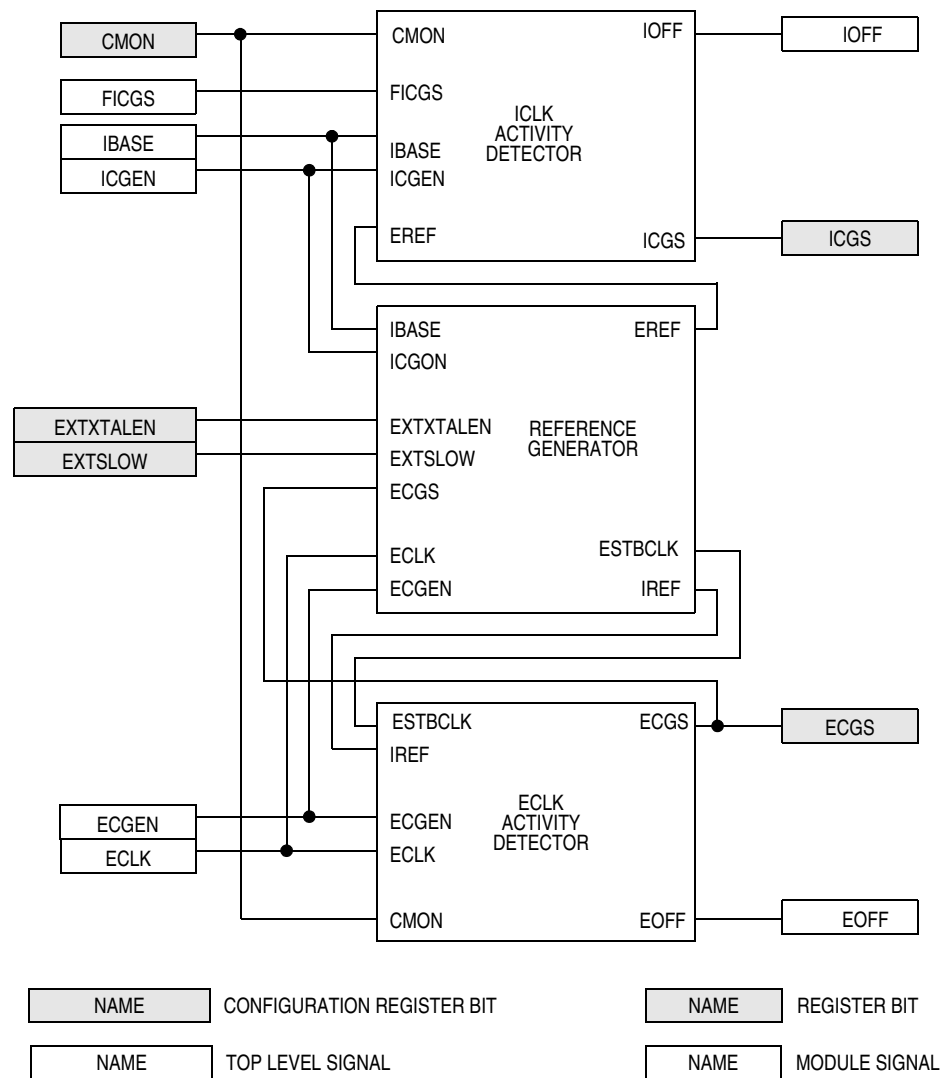 CMON
FICGS
IBASE
ICGEN
CMON
FICGS
IBASE
ICGEN
EREF
ICLK
ACTIVITY
DETECTOR
IOFF
ICGS
IOFF
ICGS
EXTXTALEN
EXTSLOW
IBASE
ICGON
EXTXTALEN
EXTSLOW
ECGS
ECLK
ECGEN
REFERENCE
GENERATOR
EREF
ESTBCLK
IREF
ECGEN
ECLK
ESTBCLK
IREF
ECGEN
ECLK
CMON
ECLK
ACTIVITY
DETECTOR
ECGS
EOFF
ECGS
EOFF
NAME CONFIGURATION REGISTER BIT
NAME REGISTER BIT
NAME TOP LEVEL SIGNAL
NAME MODULE SIGNAL